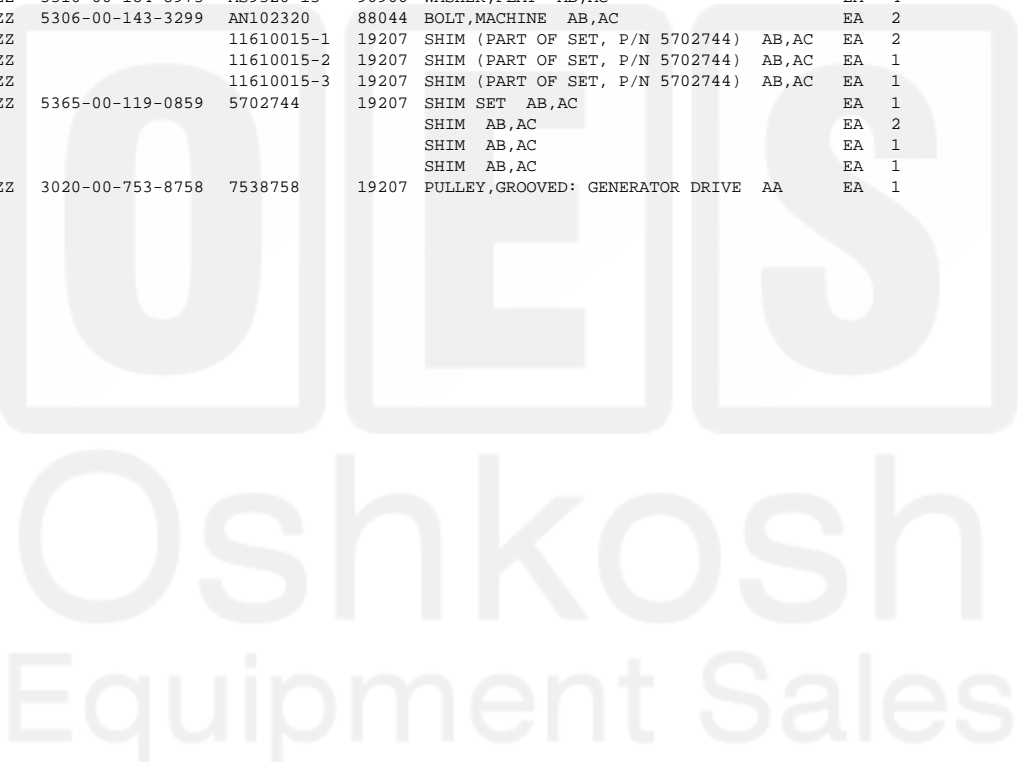 ZZ 5306-00-143-3299 AN102320 88044 BOLT,MACHINE AB,AC EA 2
ZZ 11610015-1 19207 SHIM (PART OF SET, P/N 5702744) AB,AC EA 2
ZZ 11610015-2 19207 SHIM (PART OF SET, P/N 5702744) AB,AC EA 1
ZZ 11610015-3 19207 SHIM (PART OF SET, P/N 5702744) AB,AC EA 1
ZZ 5365-00-119-0859 5702744 19207 SHIM SET AB,AC EA 1
SHIM AB,AC EA 2
SHIM AB,AC EA 1
SHIM AB,AC EA 1
ZZ 3020-00-753-8758 7538758 19207 PULLEY,GROOVED: GENERATOR DRIVE AA EA 1
OES
Oshkosh
Equipment Sales